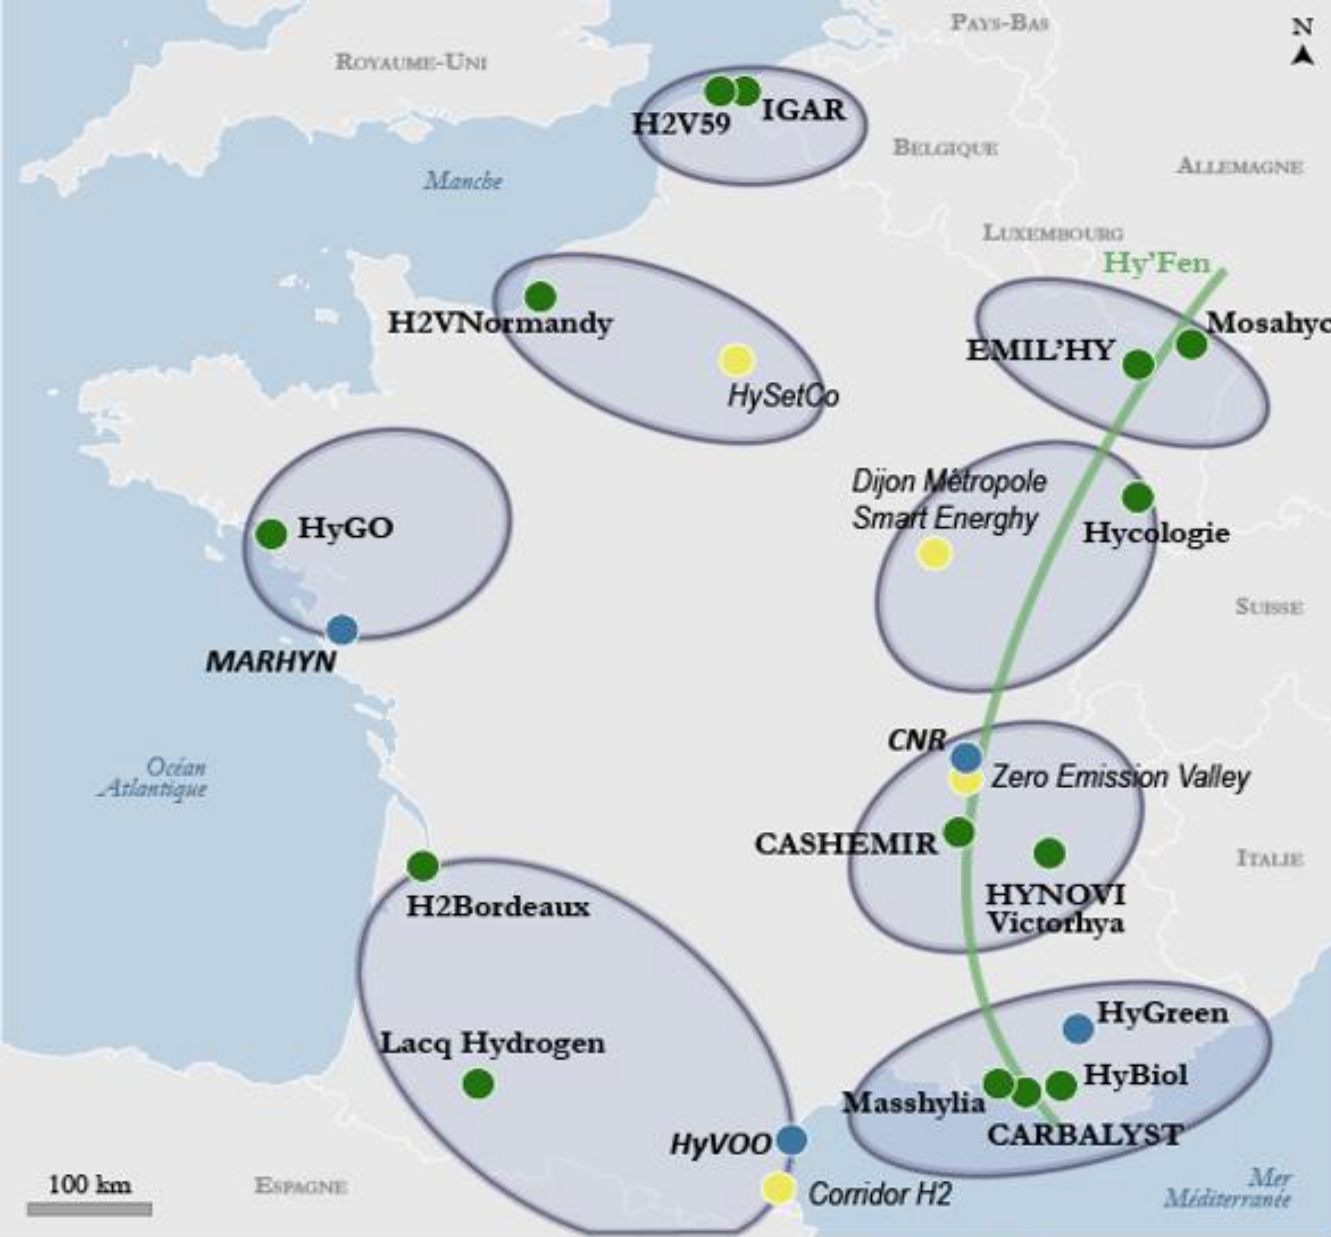 PAYS-BAS
N
ROYAUME-UNI
IGAR
H2V59
BELGIQUE
ALLEMAGNE
Manche
LUXEMBOURG
Hy'Fen
H2VNormandy
Mosahyc
EMIL'HY
HySetCo
Dijon Métropole
Smart Energhy
HyGO
Hycologie
SUISSE
MARHYN
CNR
Océan
Atlantique
Zero Emission Valley
CASHEMIR
ITALIE
HYNOVI
Victorhya
H2Bordeaux
HyGreen
Lacq Hydrogen
HyBiol
Masshylia
CARBALYST
HyVOO
100 km
ESPAGNE
Corridor H2
Mer
Méditerranée